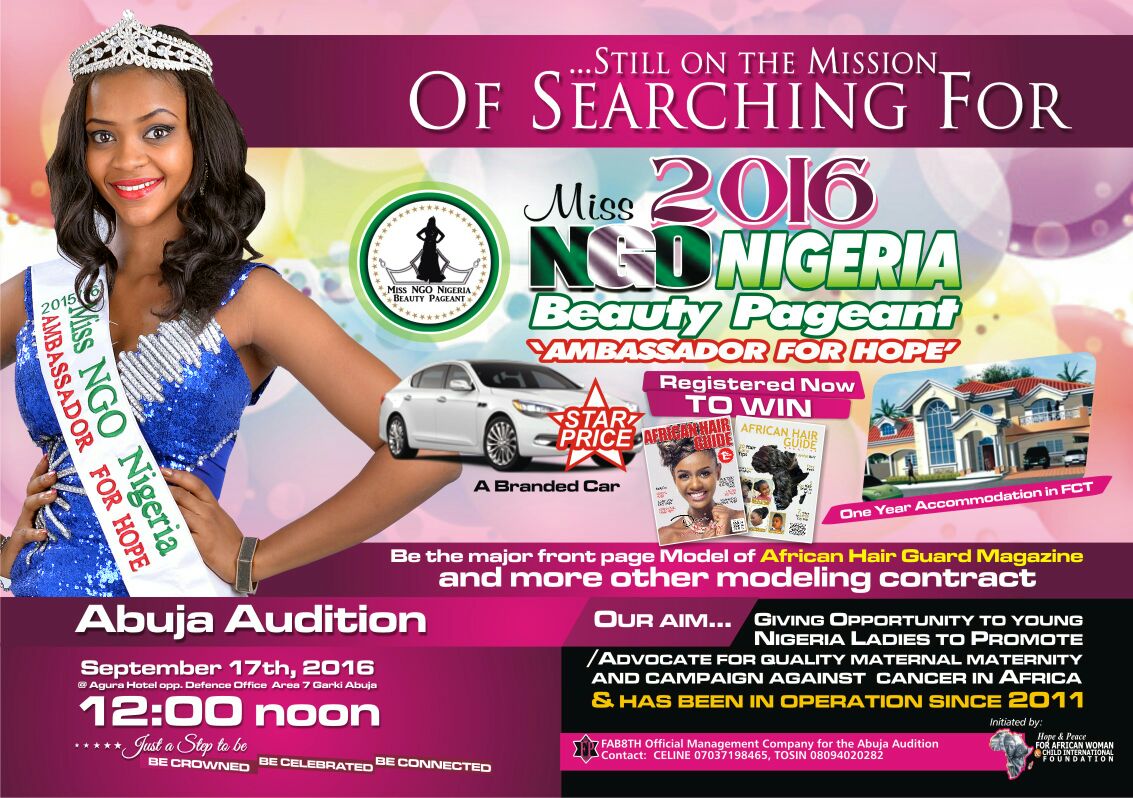 ...Still on the Mission
Of Searching For
Miss 2016
NGO NIGERIA
Beauty Pageant
'AMBASSADOR FOR HOPE'
Miss NGO Nigeria
Beauty Pageant
2015
Miss NGO Nigeria
AMBASSADOR FOR HOPE
STAR
PRICE
A Branded Car
Registered Now
TO WIN
AFRICAN HAIR
GUIDE
AFRICAN HAIR
GUIDE
One Year Accommodation in FCT
Be the major front page Model of African Hair Guard Magazine
and more other modeling contract
Abuja Audition
September 17th, 2016
@ Agura Hotel opp. Defence Office Area 7 Garki Abuja
12:00 noon
Just a Step to be
BE CROWNED BE CELEBRATED BE CONNECTED
Our aim... Giving Opportunity to young
Nigeria Ladies to Promote
/Advocate for quality maternal maternity
and campaign against cancer in Africa
& has been in operation since 2011
Initiated by:
Hope & Peace
FOR AFRICAN WOMAN
& CHILD INTERNATIONAL
FOUNDATION
FAB8TH Official Management Company for the Abuja Audition
Contact: CELINE 07037198465, TOSIN 08094020282